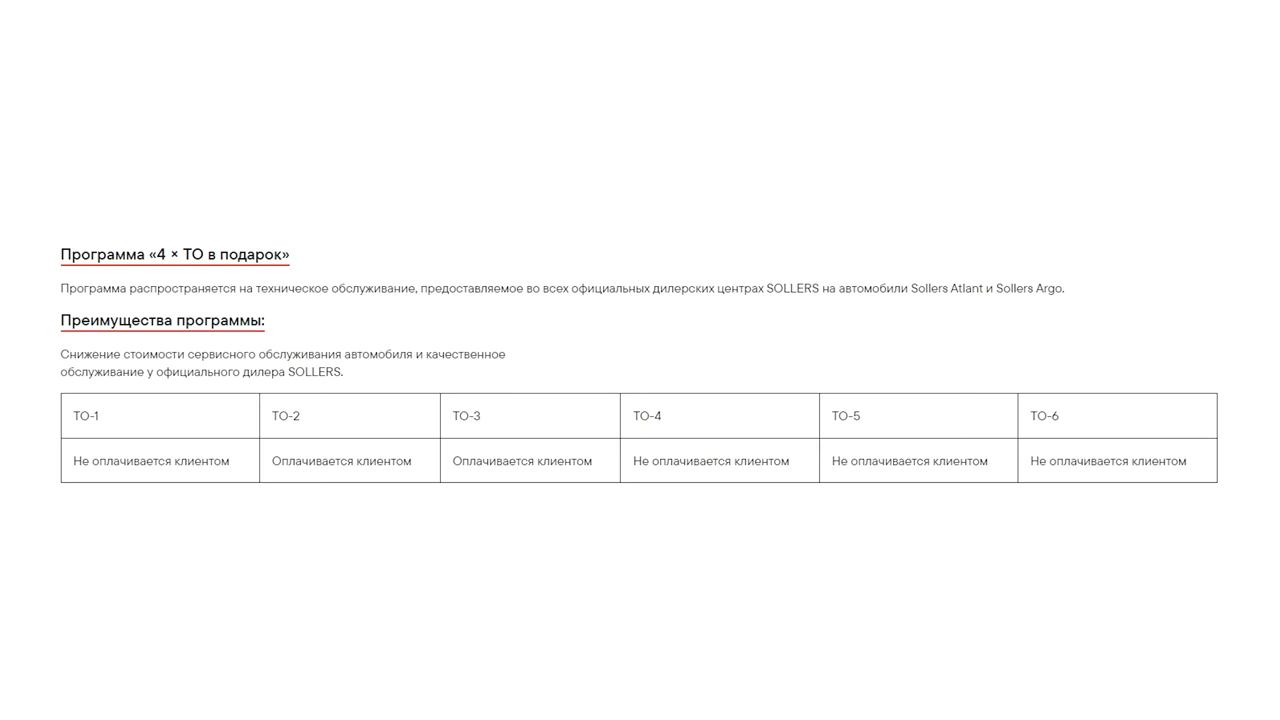 Программа «4 × ТО в подарок»
Программа распространяется на техническое обслуживание, предоставляемое во всех официальных дилерских центрах SOLLERS на автомобили Sollers Atlant и Sollers Argo.
Преимущества программы:
Снижение стоимости сервисного обслуживания автомобиля и качественное
обслуживание у официального дилера SOLLERS.
ТО-1 ТО-2 ТО-3 ТО-4 ТО-5 ТО-6
Не оплачивается клиентом Оплачивается клиентом Оплачивается клиентом Не оплачивается клиентом Не оплачивается клиентом Не оплачивается клиентом